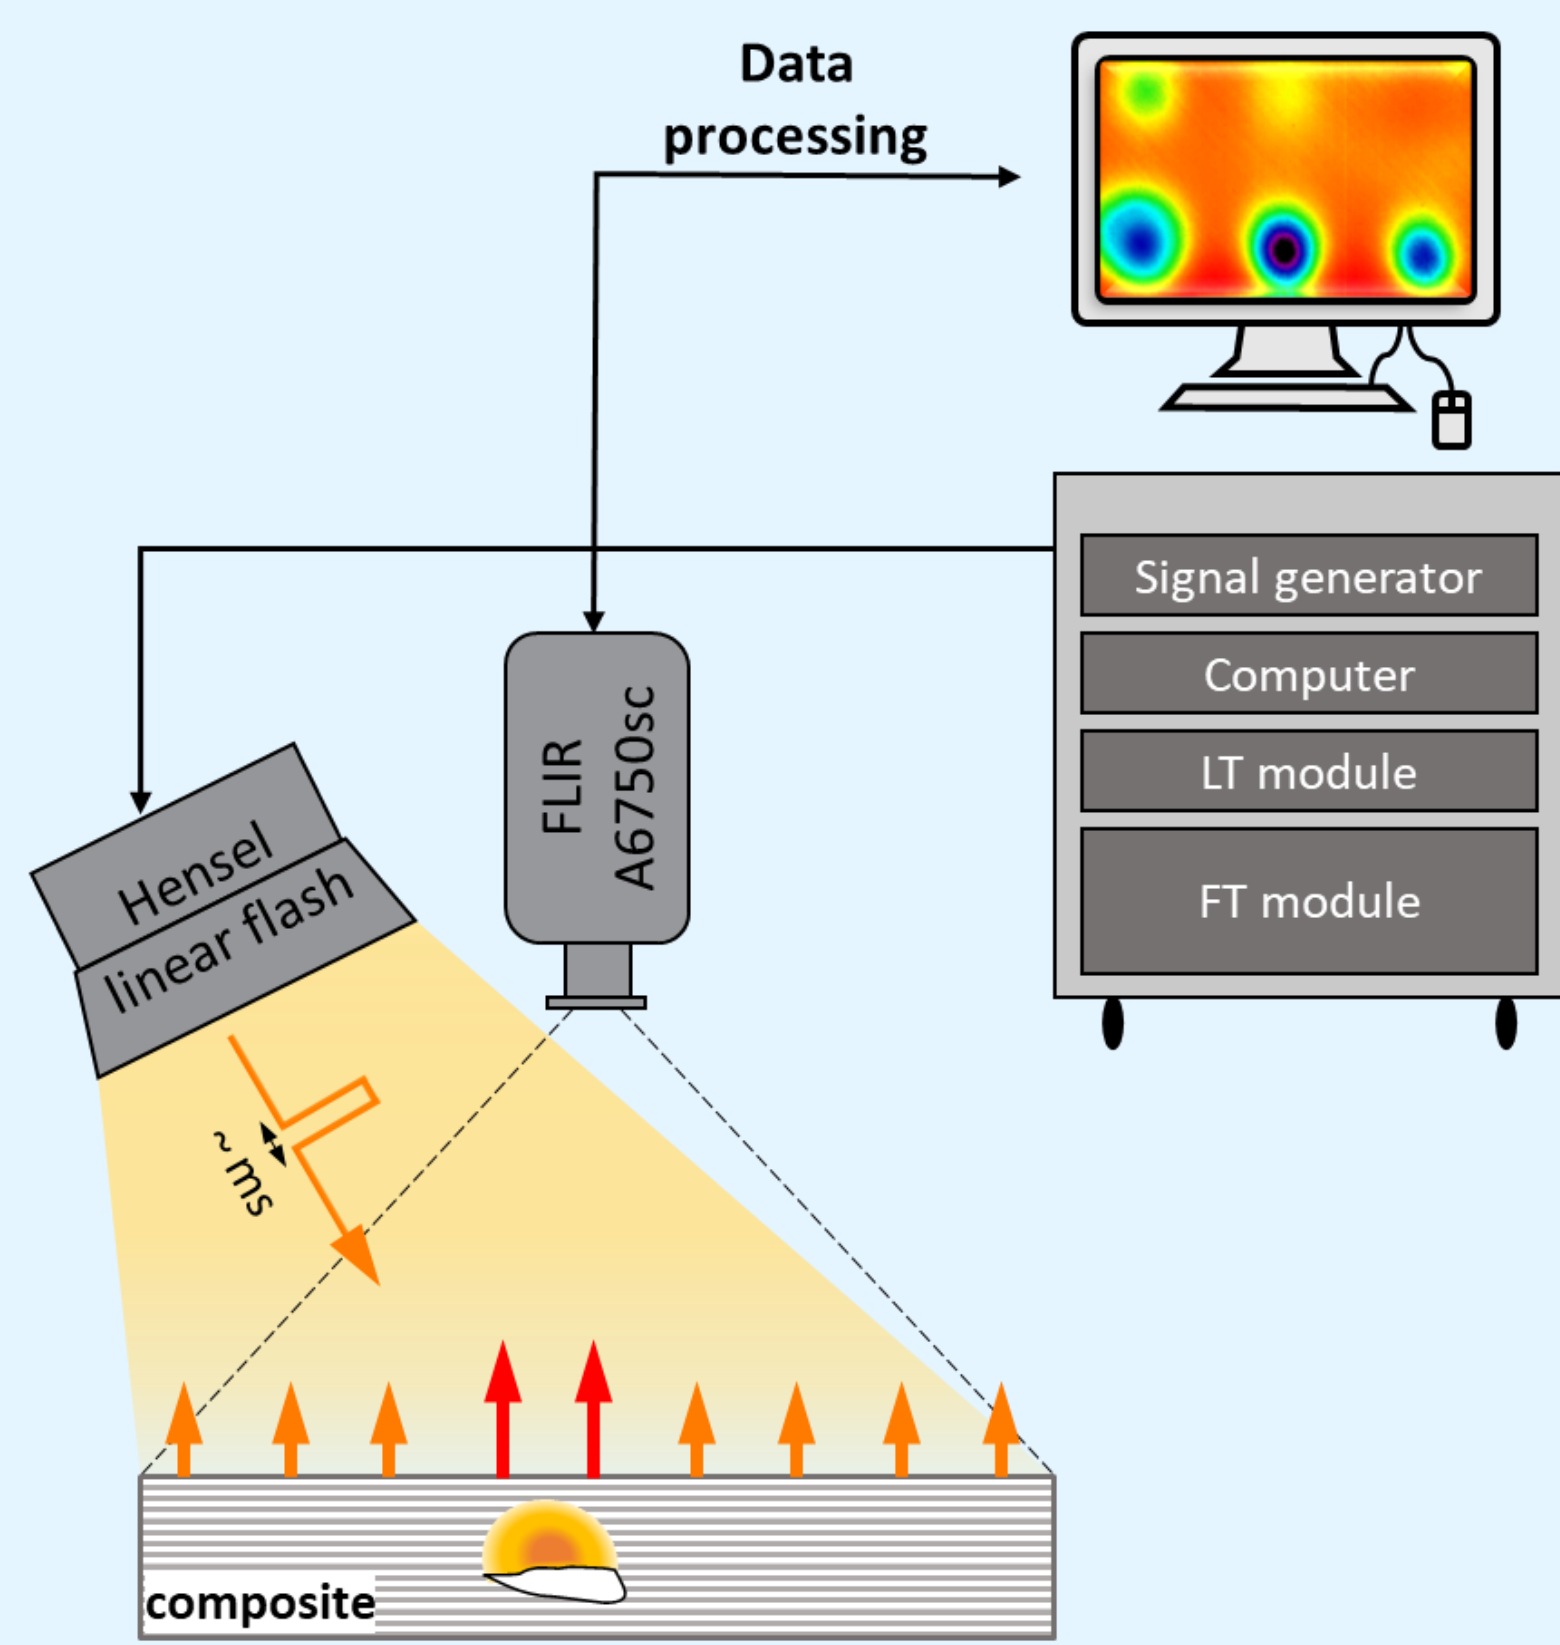 Data
processing
Signal generator
Computer
LT module
FT module
FLIR
A6750sc
Hensel
linear flash
~ ms
composite